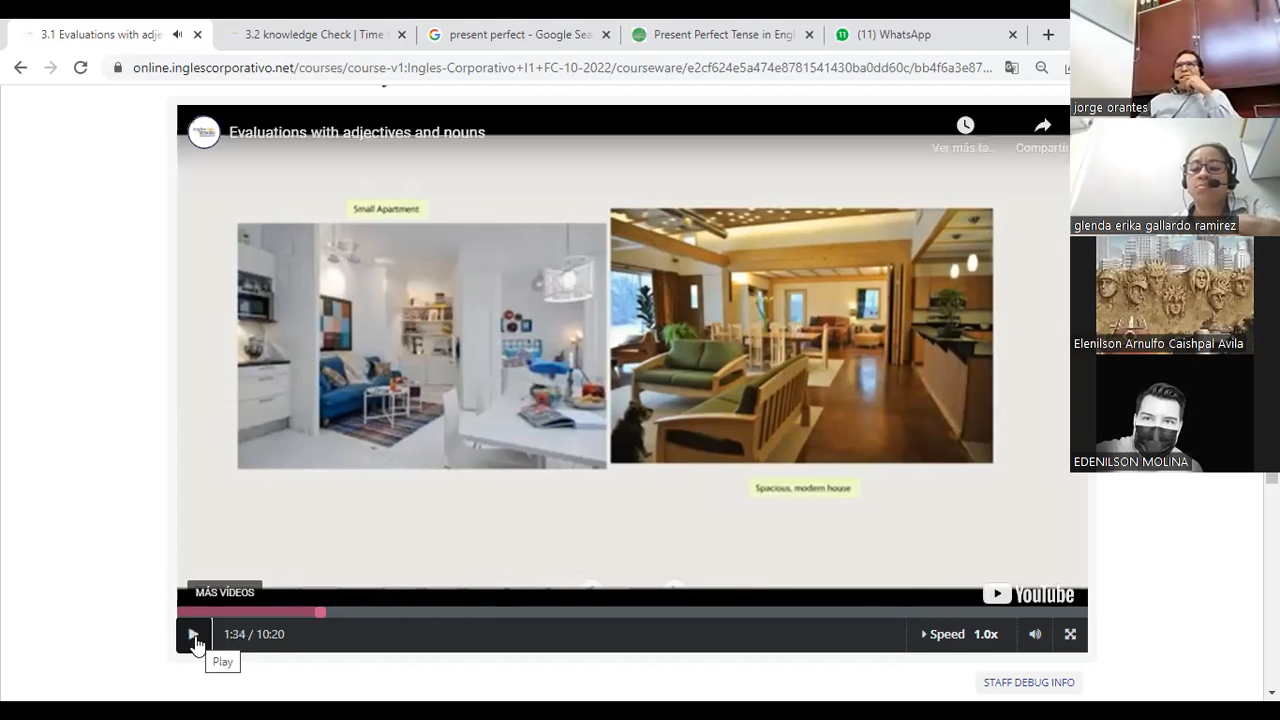 3.1 Evaluations with adje
3.2 knowledge Check | Time
present perfect - Google Sea
Present Perfect Tense in Engl
(11) WhatsApp
online.inglescorporativo.net/courses/course-v1:Ingles-Corporativo+I1+FC-10-2022/courseware/e2cf624e5a474e8781541430ba0dd60c/bb4f6a3e87...
Evaluations with adjectives and nouns
Ver más ta...
Comparti
Small Apartment
Spacious, modern house
MÁS VÍDEOS
YouTube
1:34 / 10:20
Speed 1.0x
Play
STAFF DEBUG INFO
jorge orantes
glenda erika gallardo ramirez
Elenilson Arnulfo Caishpal Avila
EDENILSON MOLINA